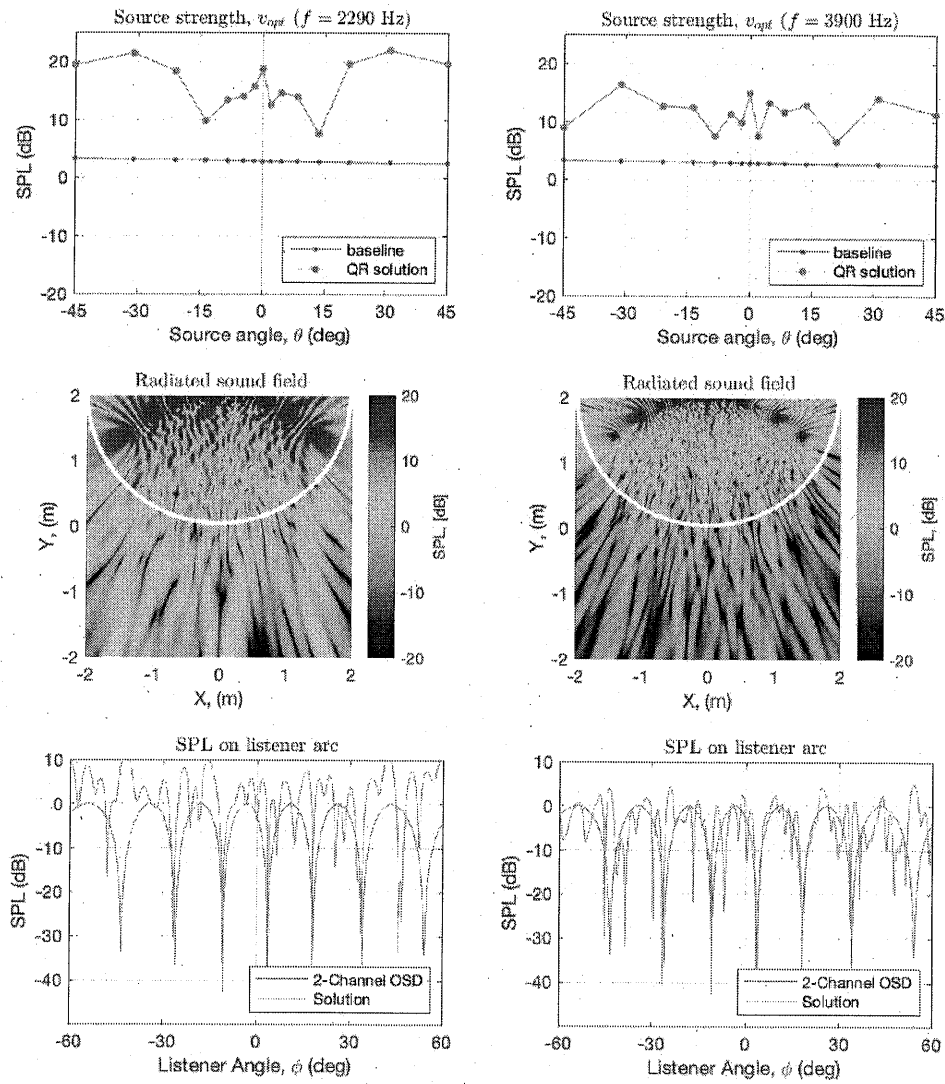 Source strength, v_opt (f = 2290 Hz)
20
10
0
10
20
SPL (dB)
baseline
QR solution
-45
-30
-15
0
15
30
45
Source angle, θ (deg)
Source strength, v_opt (f = 3900 Hz)
20
10
0
10
20
SPL (dB)
baseline
QR solution
-45
-30
-15
0
15
30
45
Source angle, θ (deg)
Radiated sound field
2
1
0
-1
-2
Y, (m)
-2
-1
0
1
2
X, (m)
20
10
0
-10
-20
SPL, [dB]
Radiated sound field
2
1
0
-1
-2
Y, (m)
-2
-1
0
1
2
X, (m)
20
10
0
-10
-20
SPL, [dB]
SPL on listener arc
10
0
-10
-20
-30
-40
SPL (dB)
2-Channel OSD
Solution
-60
-30
0
30
60
Listener Angle, ϕ (deg)
SPL on listener arc
10
0
-10
-20
-30
-40
SPL (dB)
2-Channel OSD
Solution
-60
-30
0
30
60
Listener Angle, ϕ (deg)